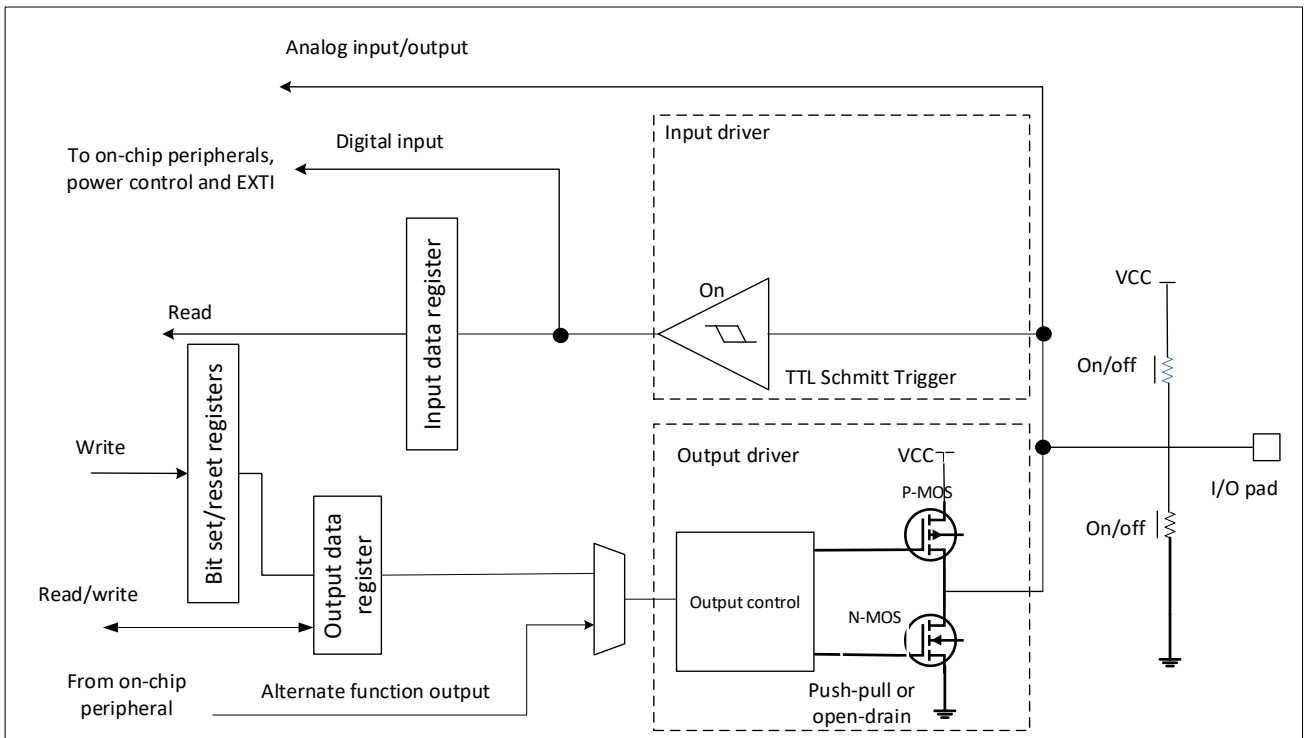 Analog input/output
Digital input
To on-chip peripherals,
power control and EXTI
Input driver
On
TTL Schmitt Trigger
Input data register
Read
Bit set/reset registers
Write
Output data
register
Read/write
From on-chip
peripheral
Alternate function output
Output driver
VCC
P-MOS
Output control
N-MOS
Push-pull or
open-drain
VCC
On/off
On/off
I/O pad